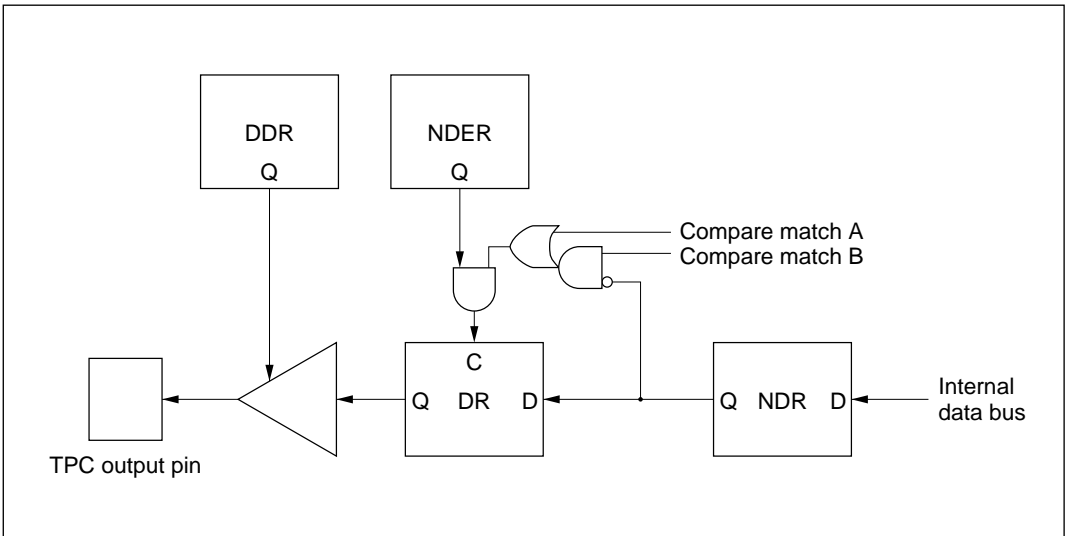 DDR
Q
NDER
Q
Compare match A
Compare match B
C
Q DR D
Q NDR D
Internal
data bus
TPC output pin